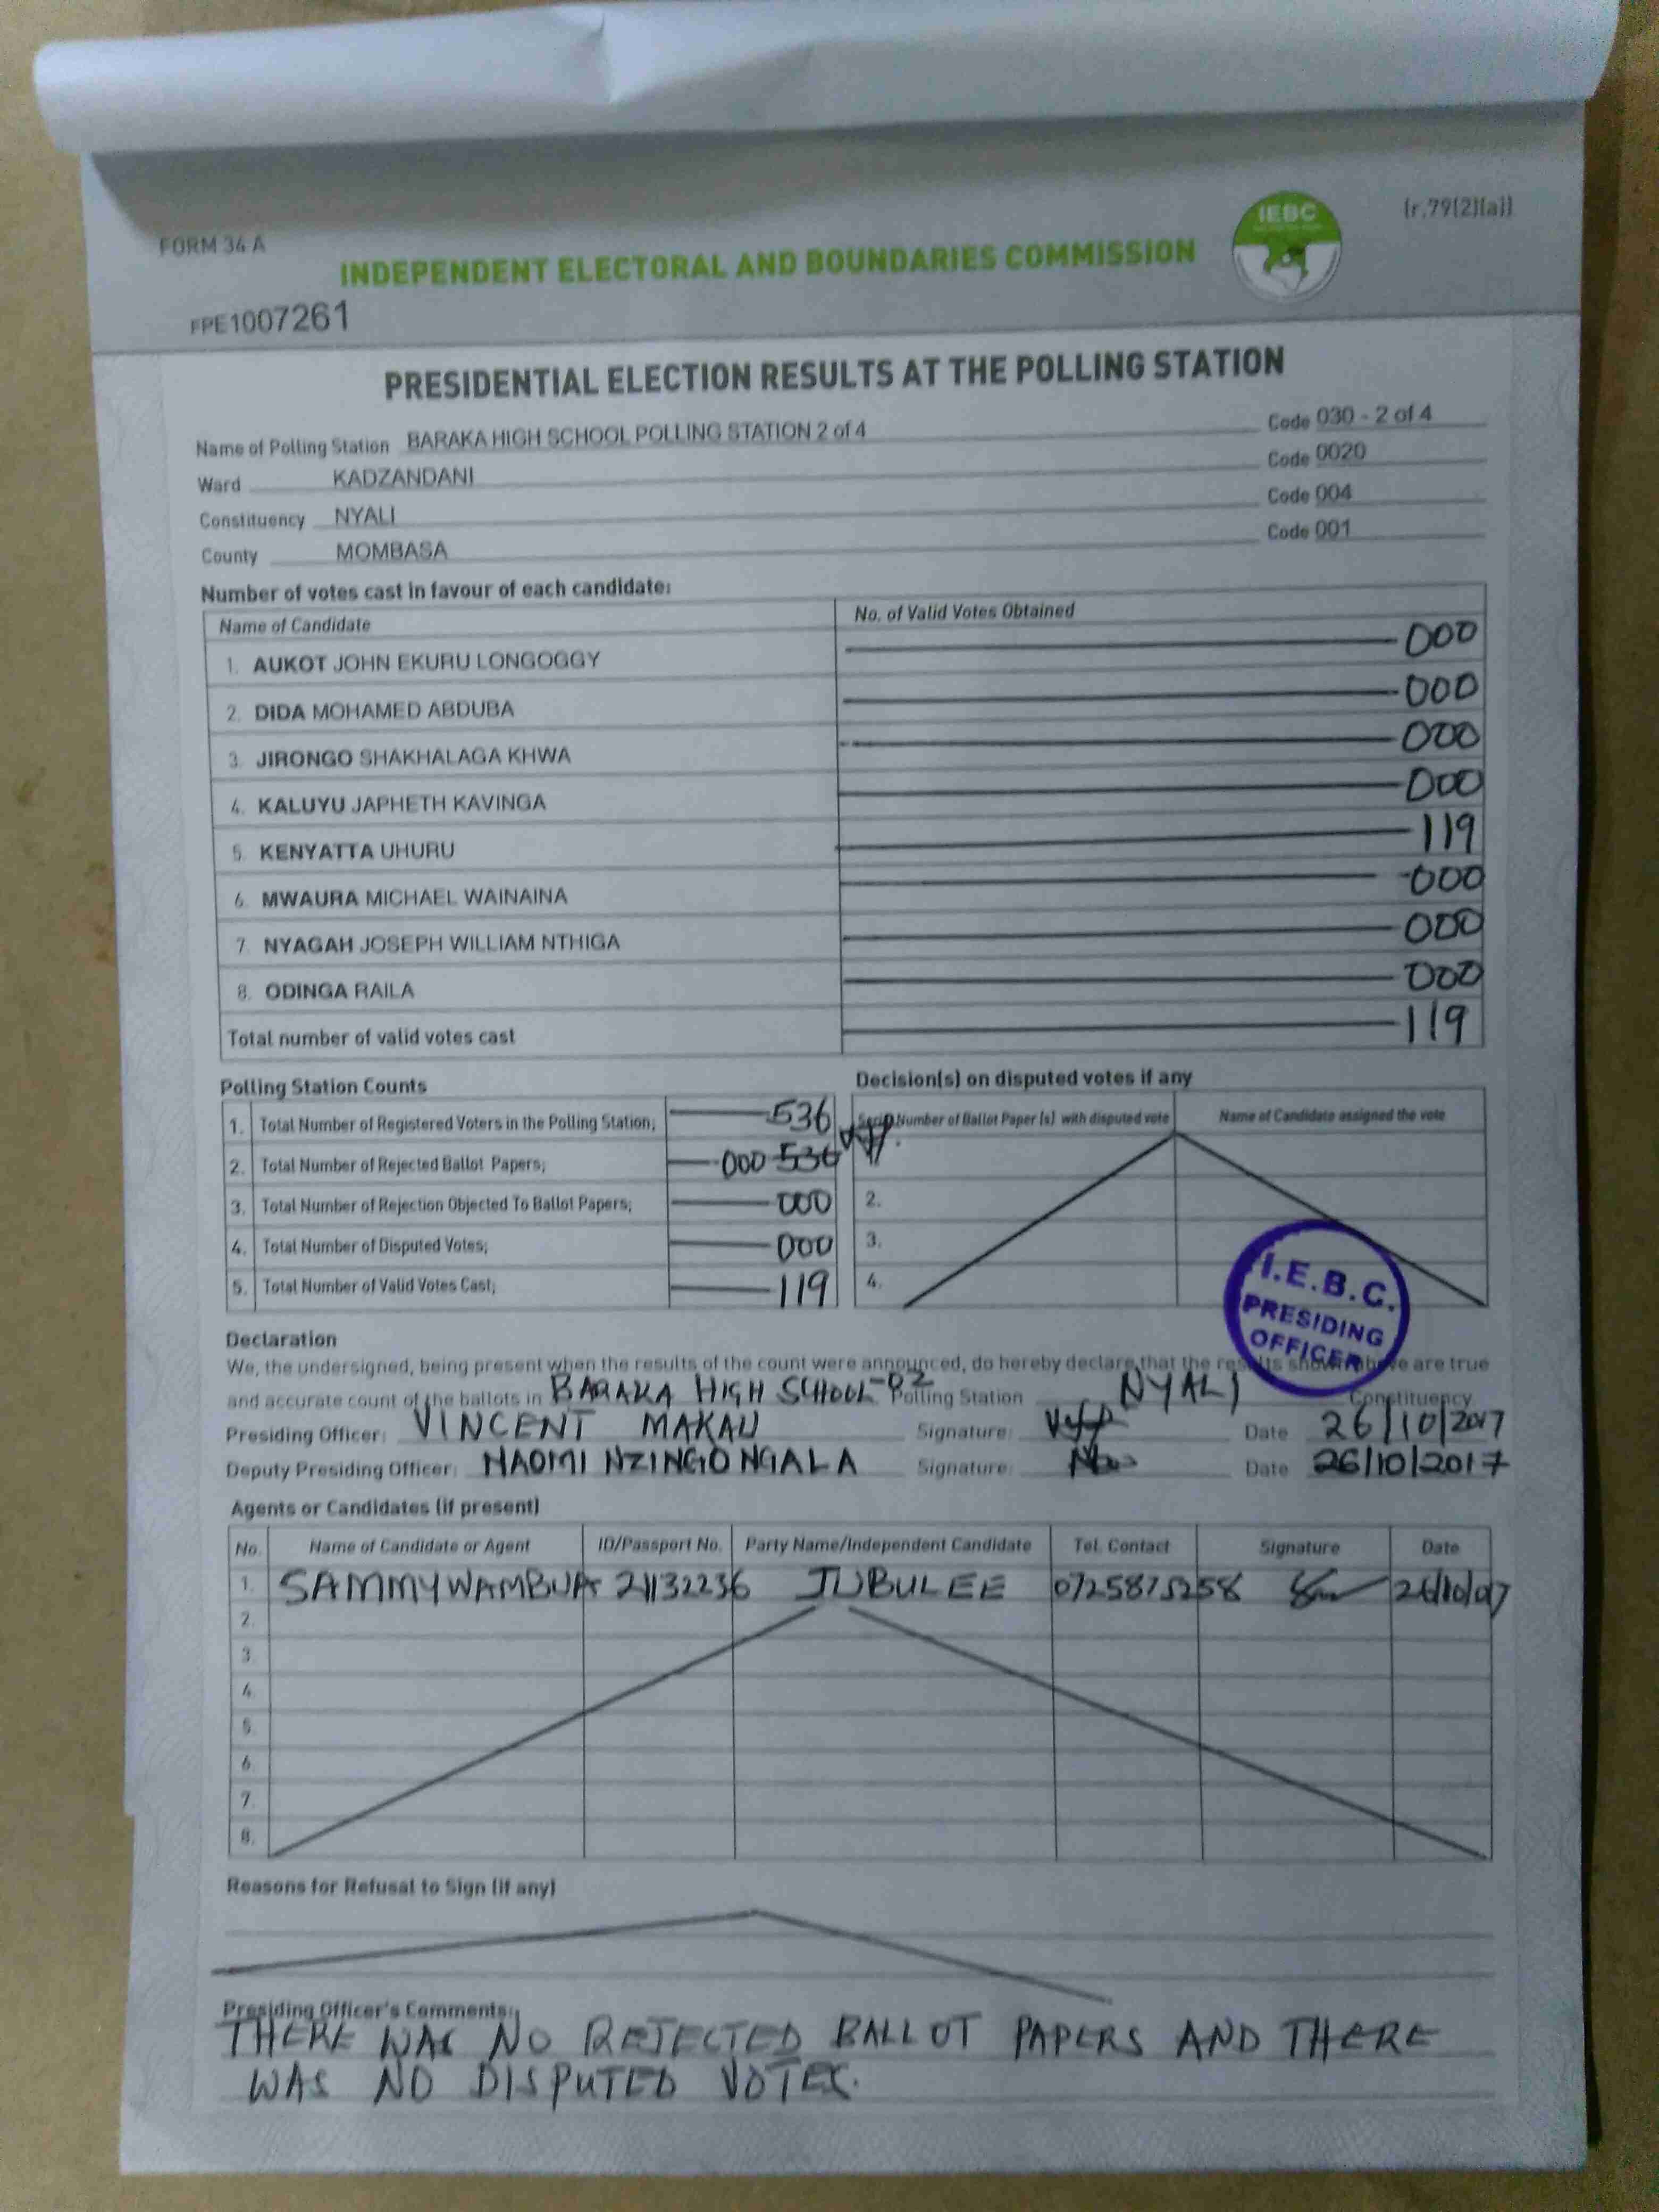 FORM 34 A
IEBC
(r.79(2)(a))
INDEPENDENT ELECTORAL AND BOUNDARIES COMMISSION
FPE1007261
PRESIDENTIAL ELECTION RESULTS AT THE POLLING STATION
Name of Polling Station BARAKA HIGH SCHOOL POLLING STATION 2 of 4 Code 030 - 2 of 4
Ward KADZANDANI Code 0020
Constituency NYALI Code 004
County MOMBASA Code 001
Number of votes cast in favour of each candidate:
Name of Candidate No. of Valid Votes Obtained
1. AUKOT JOHN EKURU LONGOGGY 000
2. DIDA MOHAMED ABDUBA 000
3. JIRONGO SHAKHALAGA KHWA 000
4. KALUYU JAPHETH KAVINGA 000
5. KENYATTA UHURU 119
6. MWAURA MICHAEL WAINAINA 000
7. NYAGAH JOSEPH WILLIAM NTHIGA 000
8. ODINGA RAILA 000
Total number of valid votes cast 119
Polling Station Counts
1. Total Number of Registered Voters in the Polling Station; 536
2. Total Number of Rejected Ballot Papers; 000 536
3. Total Number of Rejection Objected To Ballot Papers; 000
4. Total Number of Disputed Votes; 000
5. Total Number of Valid Votes Cast; 119
Decision(s) on disputed votes if any
Serial Number of Ballot Paper (s) with disputed vote Name of Candidate assigned the vote
2.
3.
4.
I.E.B.C.
PRESIDING
OFFICER
Declaration
We, the undersigned, being present when the results of the count were announced, do hereby declare that the results shown above are true
and accurate count of the ballots in BARAKA HIGH SCHOOL-02 Polling Station NYALI Constituency
Presiding Officer: VINCENT MAKAU Signature: Date 26/10/2017
Deputy Presiding Officer: NAOMI NZINGO NGALA Signature: Date 26/10/2017
Agents or Candidates (if present)
No. Name of Candidate or Agent ID/Passport No. Party Name/Independent Candidate Tel. Contact Signature Date
1. SAMMY WAMBUA 21132236 JUBULEE 0725875258 26/10/017
2.
3.
4.
5.
6.
7.
8.
Reasons for Refusal to Sign (if any)
Presiding Officer's Comments:
THERE WAS NO REJECTED BALLOT PAPERS AND THERE
WAS NO DISPUTED VOTES.